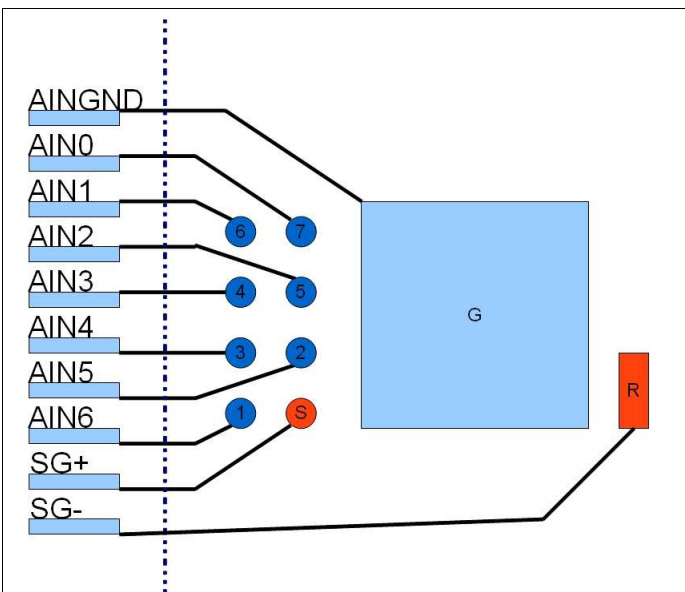 AINGND
AIN0
AIN1
6 7
AIN2
AIN3
4 5
G
AIN4
AIN5
3 2
R
AIN6
1 S
SG+
SG-